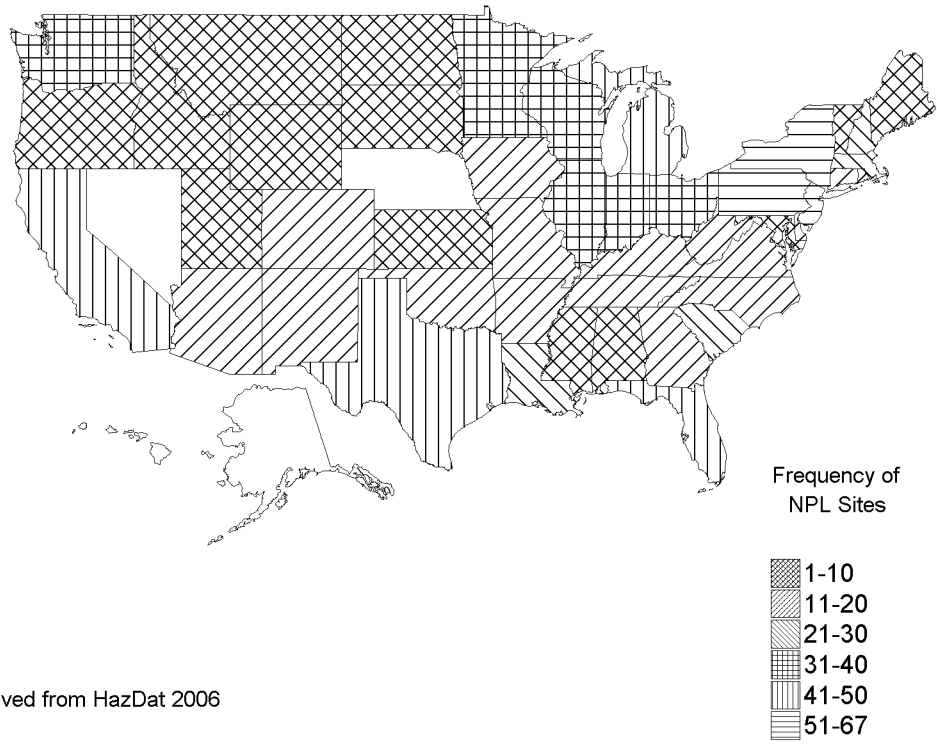 Frequency of
NPL Sites
1-10
11-20
21-30
31-40
41-50
51-67
ved from HazDat 2006